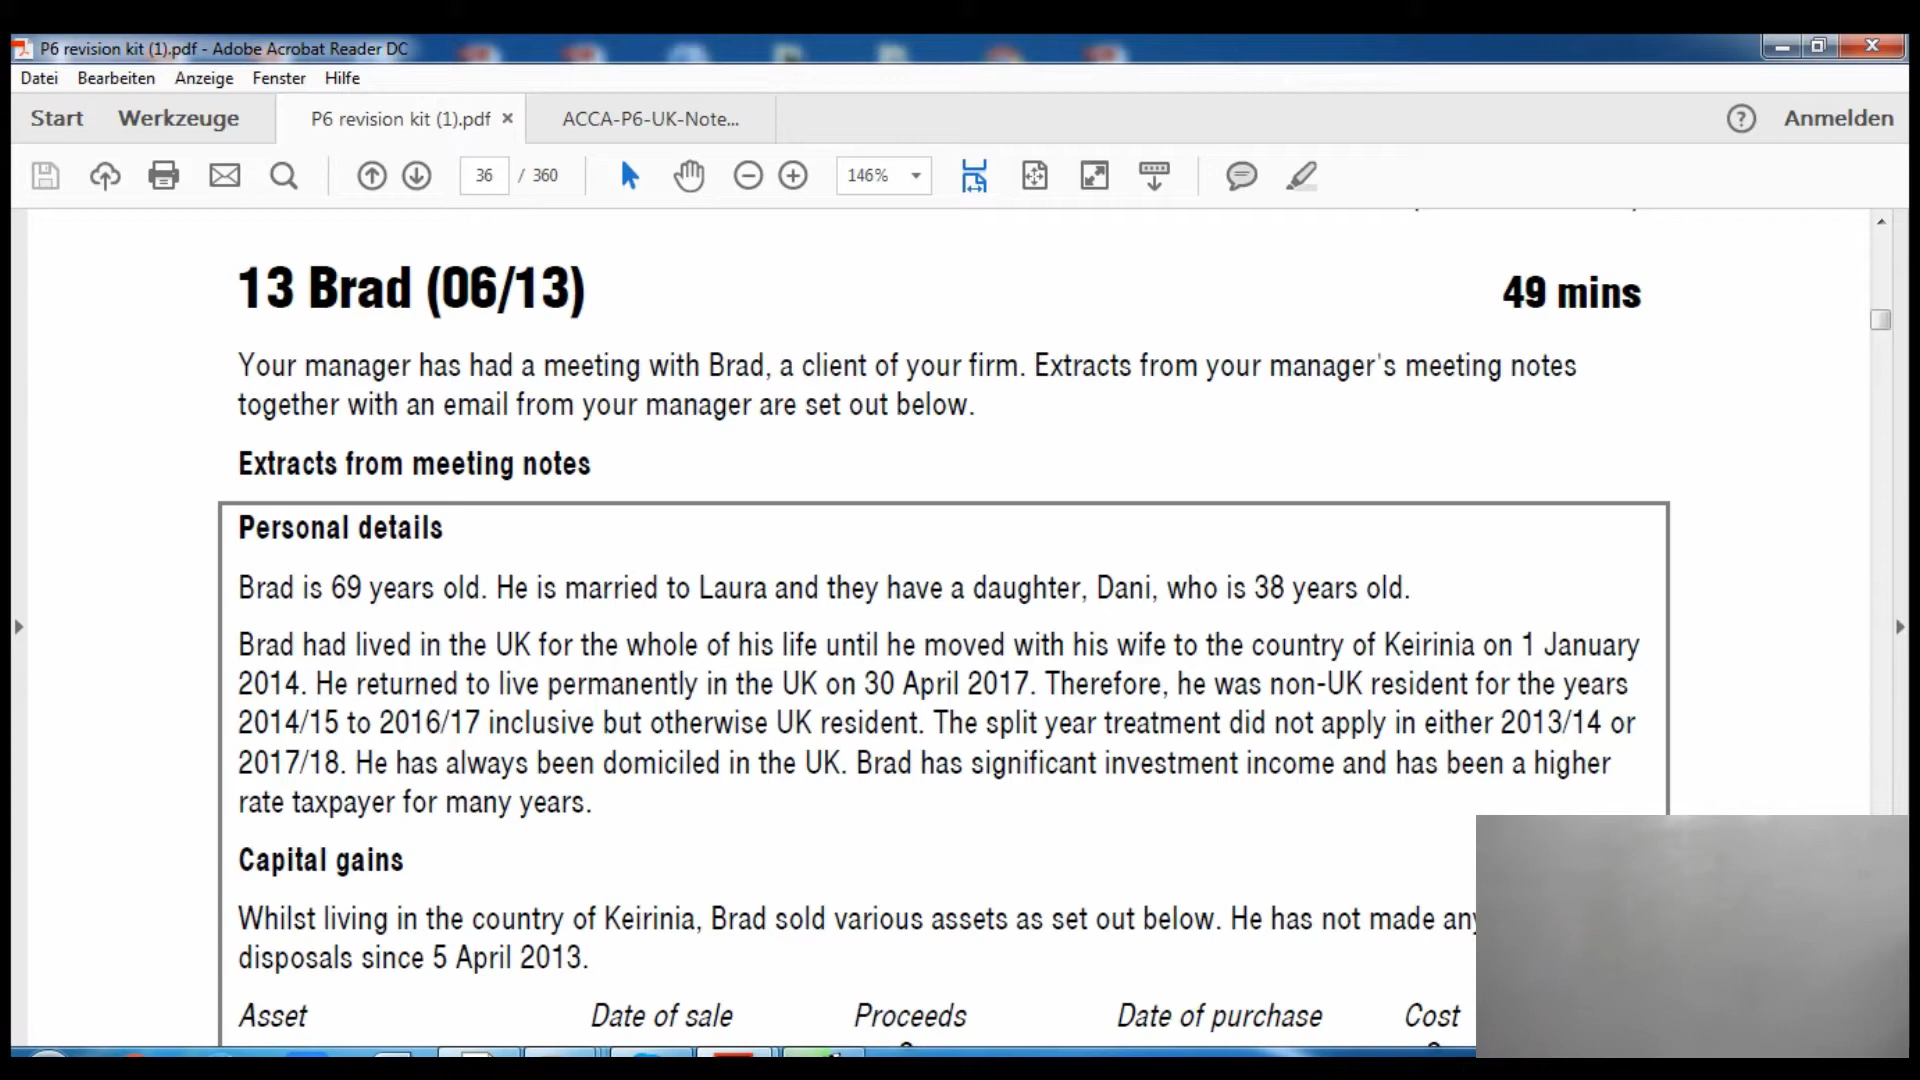 P6 revision kit (1).pdf - Adobe Acrobat Reader DC
Datei Bearbeiten Anzeige Fenster Hilfe
Start Werkzeuge P6 revision kit (1).pdf × ACCA-P6-UK-Note... ? Anmelden
36 / 360 146%
13 Brad (06/13) 49 mins
Your manager has had a meeting with Brad, a client of your firm. Extracts from your manager's meeting notes
together with an email from your manager are set out below.
Extracts from meeting notes
Personal details
Brad is 69 years old. He is married to Laura and they have a daughter, Dani, who is 38 years old.
Brad had lived in the UK for the whole of his life until he moved with his wife to the country of Keirinia on 1 January
2014. He returned to live permanently in the UK on 30 April 2017. Therefore, he was non-UK resident for the years
2014/15 to 2016/17 inclusive but otherwise UK resident. The split year treatment did not apply in either 2013/14 or
2017/18. He has always been domiciled in the UK. Brad has significant investment income and has been a higher
rate taxpayer for many years.
Capital gains
Whilst living in the country of Keirinia, Brad sold various assets as set out below. He has not made any
disposals since 5 April 2013.
Asset Date of sale Proceeds Date of purchase Cost